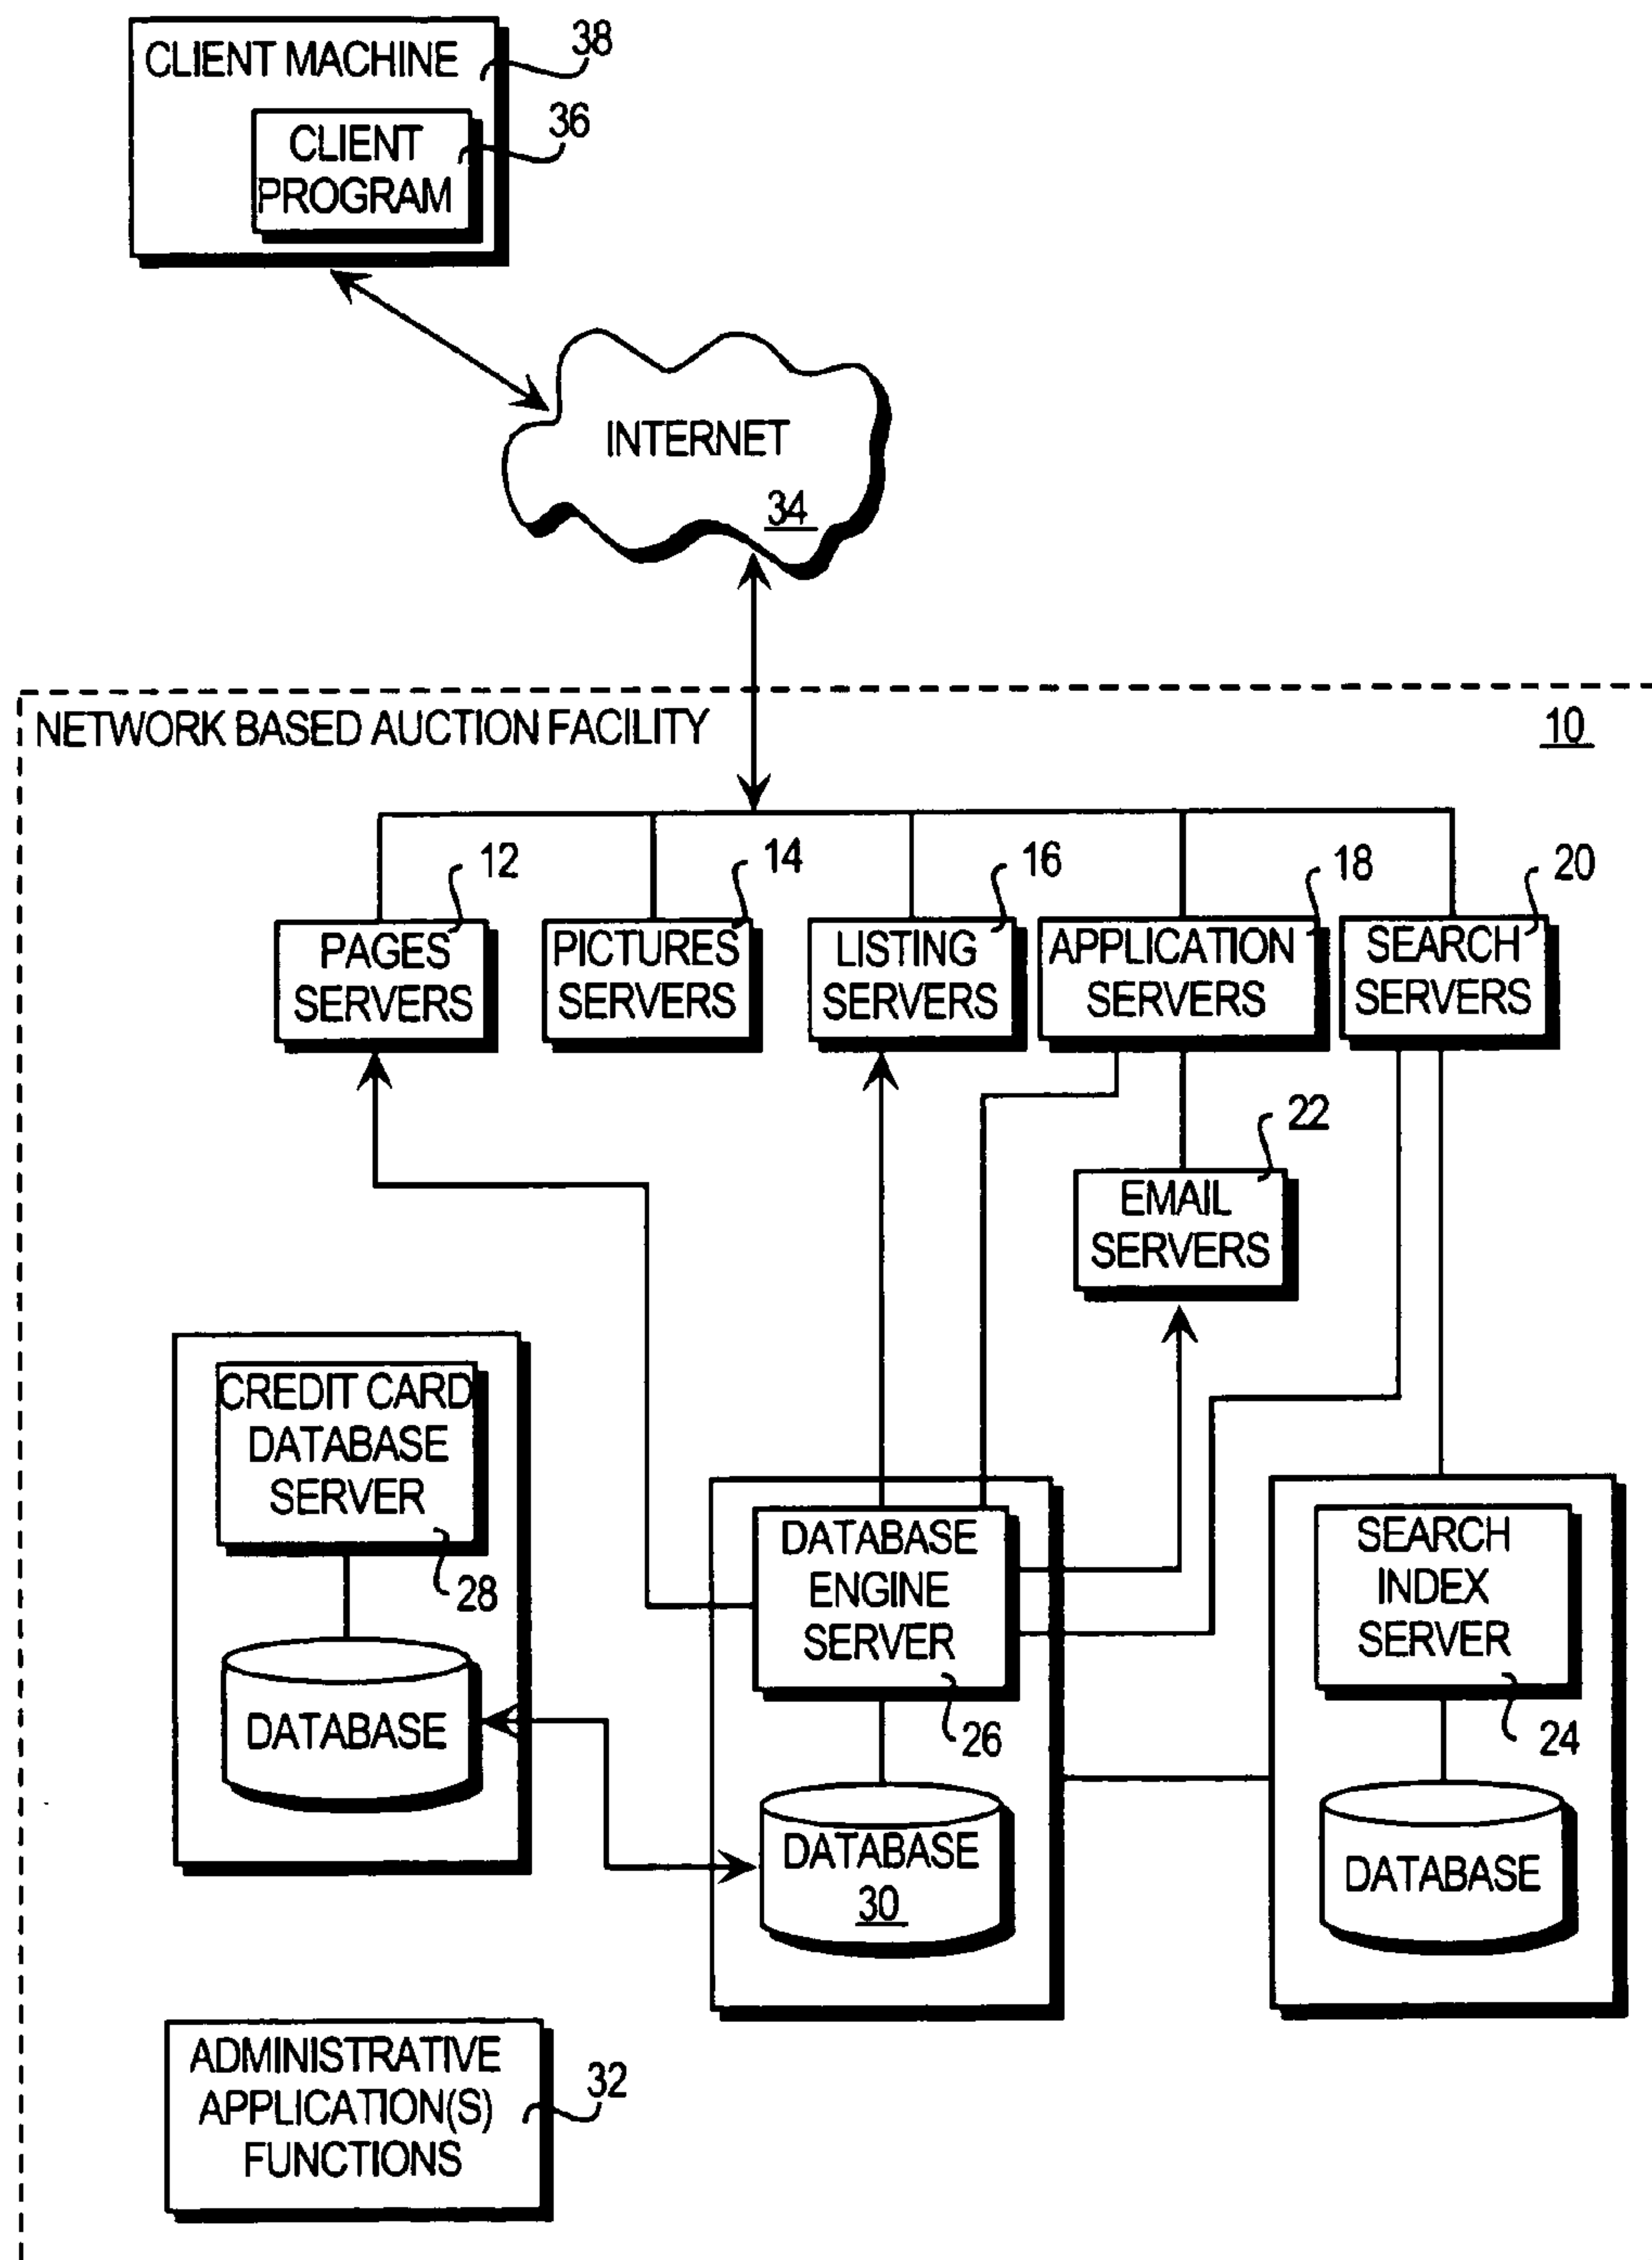 CLIENT MACHINE
38
CLIENT
PROGRAM
36
INTERNET
34
NETWORK BASED AUCTION FACILITY
10
12
14
16
18
20
PAGES
SERVERS
PICTURES
SERVERS
LISTING
SERVERS
APPLICATION
SERVERS
SEARCH
SERVERS
22
EMAIL
SERVERS
CREDIT CARD
DATABASE
SERVER
28
DATABASE
DATABASE
ENGINE
SERVER
26
DATABASE
30
SEARCH
INDEX
SERVER
24
DATABASE
ADMINISTRATIVE
APPLICATION(S)
FUNCTIONS
32